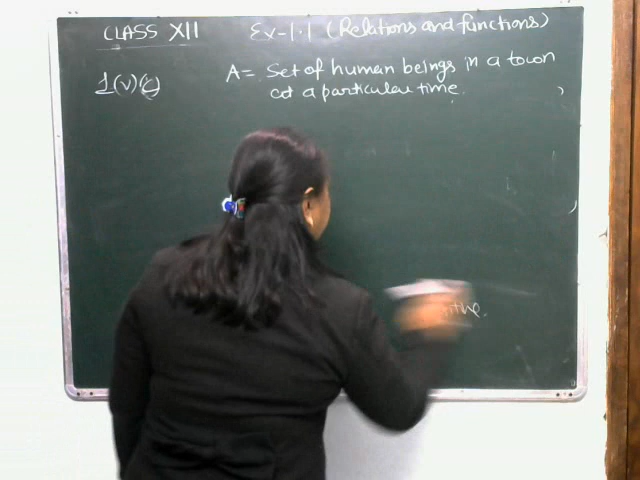 CLASS XII Ex-1.1 (Relations and functions)
1(v)(c) A = Set of human beings in a town
at a particular time.